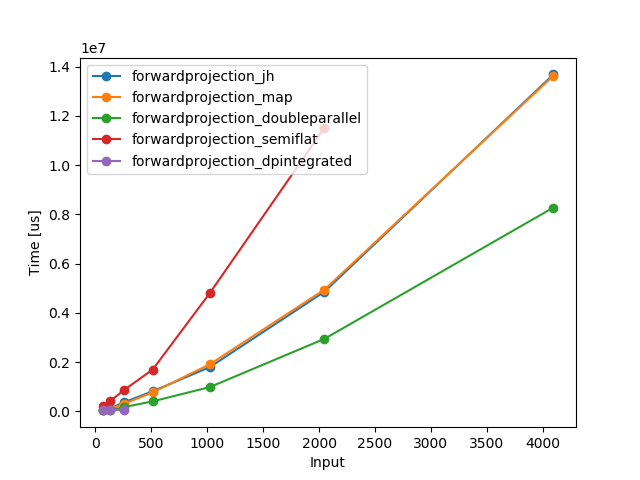 1e7
forwardprojection_jh
forwardprojection_map
forwardprojection_doubleparallel
forwardprojection_semiflat
forwardprojection_dpintegrated
1.4
1.2
1.0
0.8
0.6
0.4
0.2
0.0
Time [us]
0 500 1000 1500 2000 2500 3000 3500 4000
Input